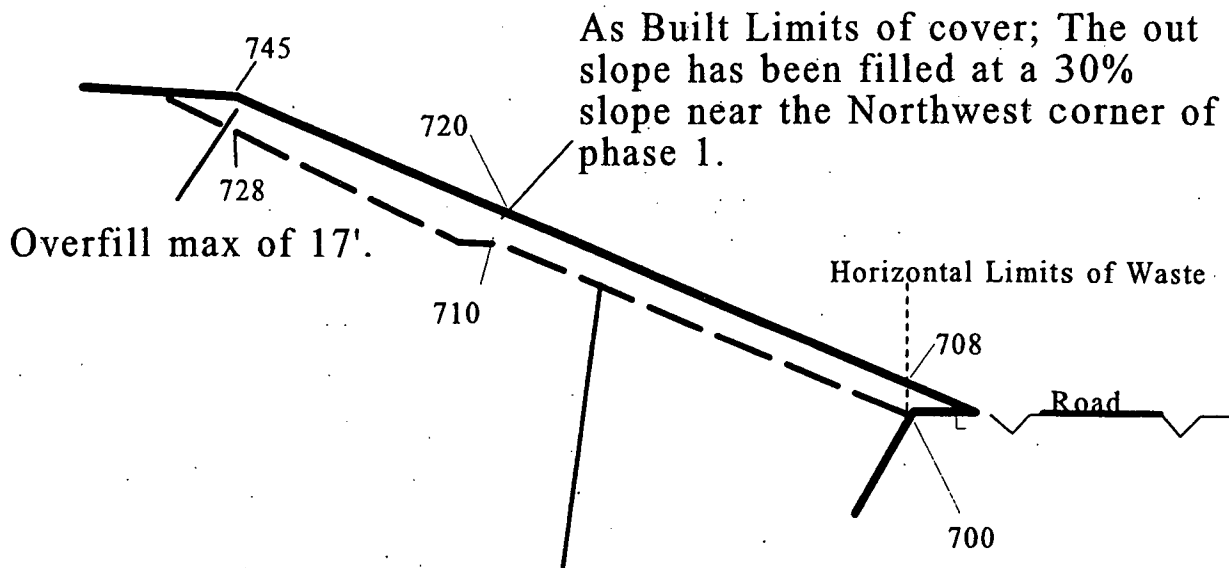 As Built Limits of cover; The out
slope has been filled at a 30%
slope near the Northwest corner of
phase 1.
745
720
728
Overfill max of 17'.
710
Horizontal Limits of Waste
708
Road
700